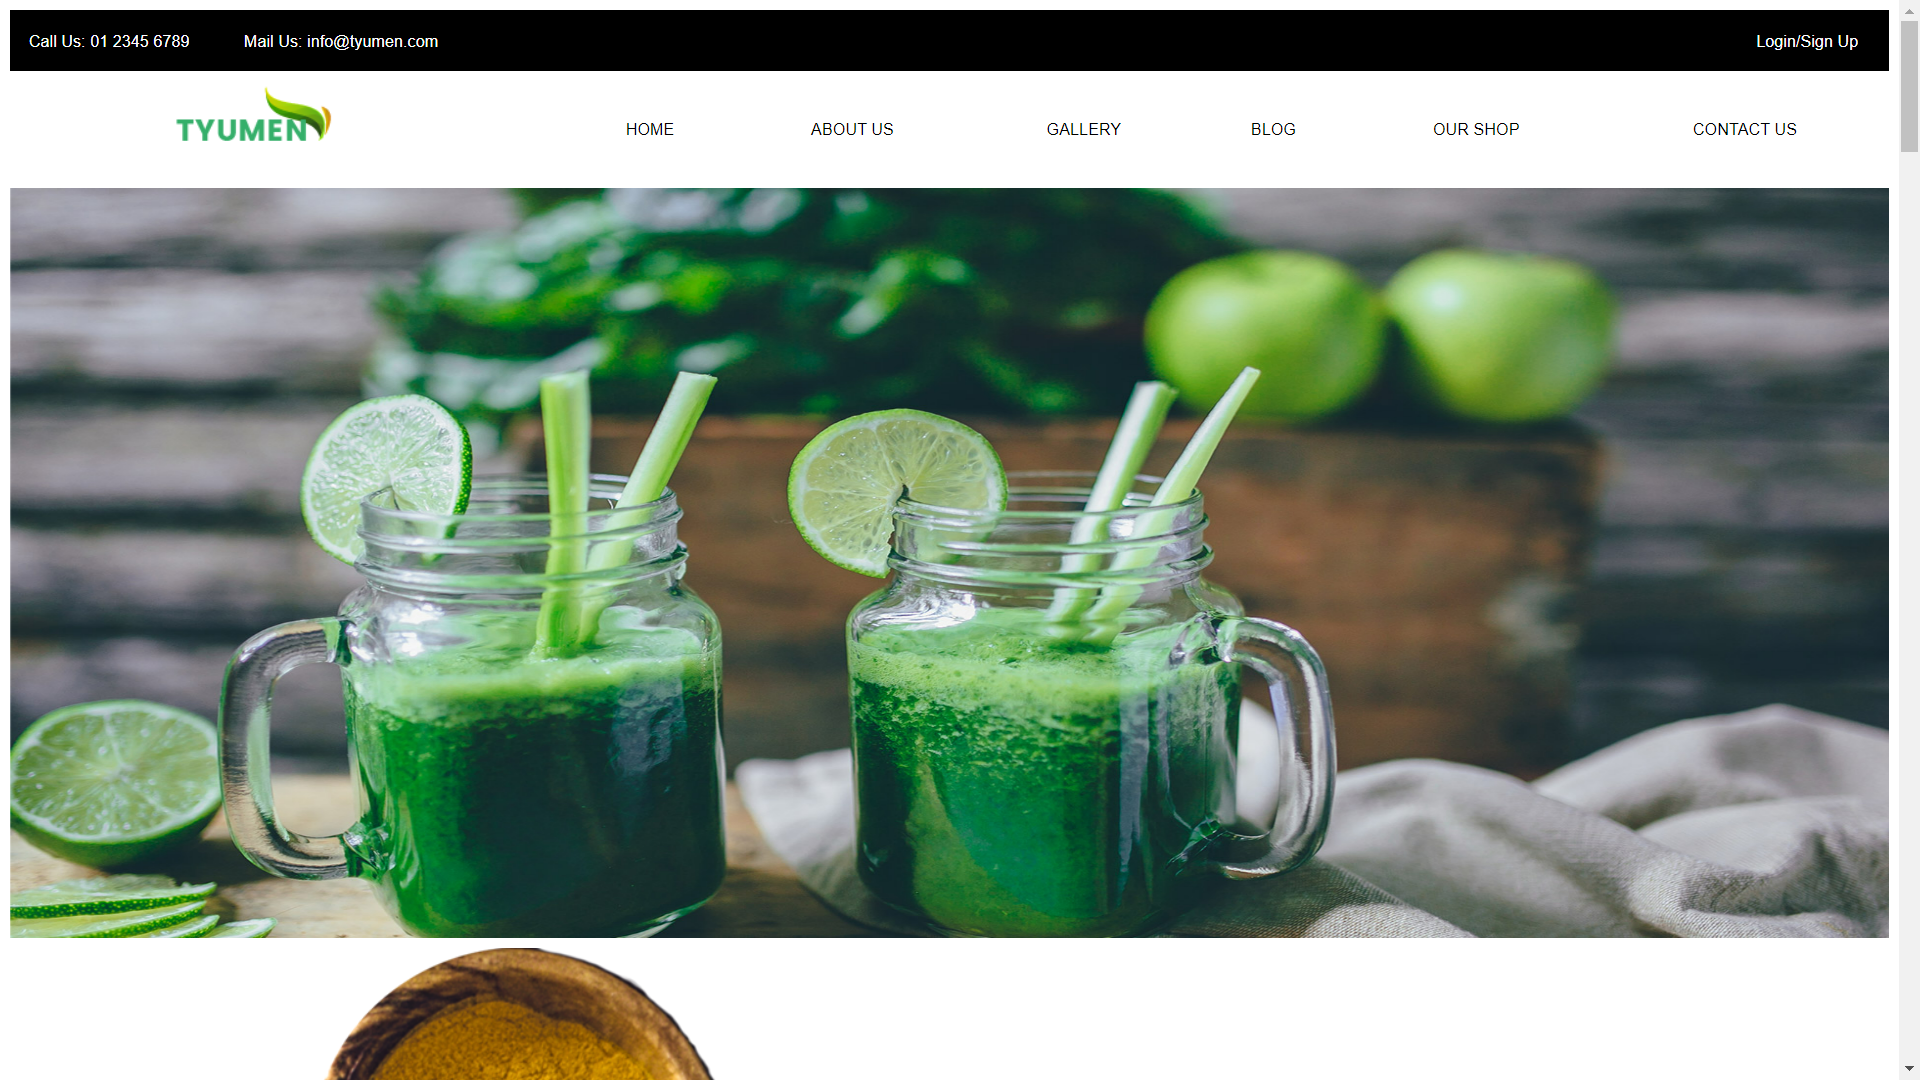 Call Us: 01 2345 6789
Mail Us: info@tyumen.com
Login/Sign Up
TYUMEN
HOME
ABOUT US
GALLERY
BLOG
OUR SHOP
CONTACT US